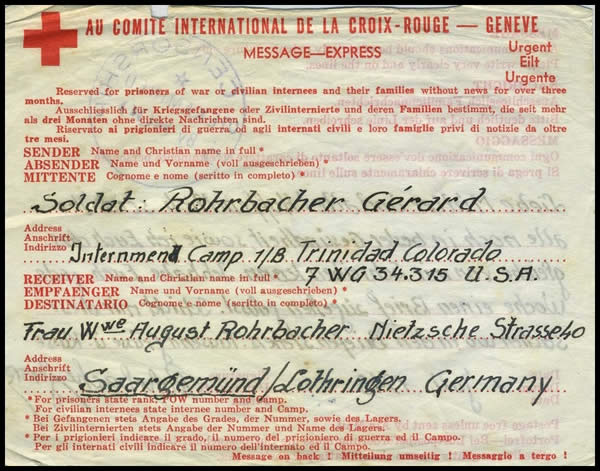 AU COMITÉ INTERNATIONAL DE LA CROIX-ROUGE — GENÈVE
MESSAGE—EXPRESS
Urgent
Eilt
Urgente
Reserved for prisoners of war or civilian internees and their families without news for over three
months.
Ausschliesslich für Kriegsgefangene oder Zivilinternierte und deren Familien bestimmt, die seit mehr
als drei Monaten ohne direkte Nachrichten sind.
Riservato ai prigionieri di guerra od agli internati civili e loro famiglie privi di notizie da oltre
tre mesi.
SENDER Name and Christian name in full *
ABSENDER Name und Vorname (voll ausgeschrieben) *
MITTENTE Cognome e nome (scritto in completo) *
Soldat: Rohrbacher Gérard
Address
Anschrift
Indirizzo
Internment Camp. 1/B Trinidad Colorado
7 WG 34.315 U.S.A.
RECEIVER Name and Christian name in full *
EMPFAENGER Name und Vorname (voll ausgeschrieben) *
DESTINATARIO Cognome e nome (scritto in completo) *
Frau Wwe August Rohrbacher Nietzsche Strasse 40
Address
Anschrift
Indirizzo
Saargemünd/Lothringen Germany
* For prisoners state rank, POW number and Camp.
For civilian internees state internee number and Camp.
* Bei Gefangenen stets Angabe des Grades, der Nummer, sowie des Lagers.
Bei Zivilinternierten stets Angabe der Nummer und Name des Lagers.
* Per i prigionieri indicare il grado, il numero del prigioniero di guerra ed il Campo.
Per gli internati civili indicare il numero dell'internato ed il Campo.
Message on back ! Mitteilung umseitig ! Messaggio a tergo !